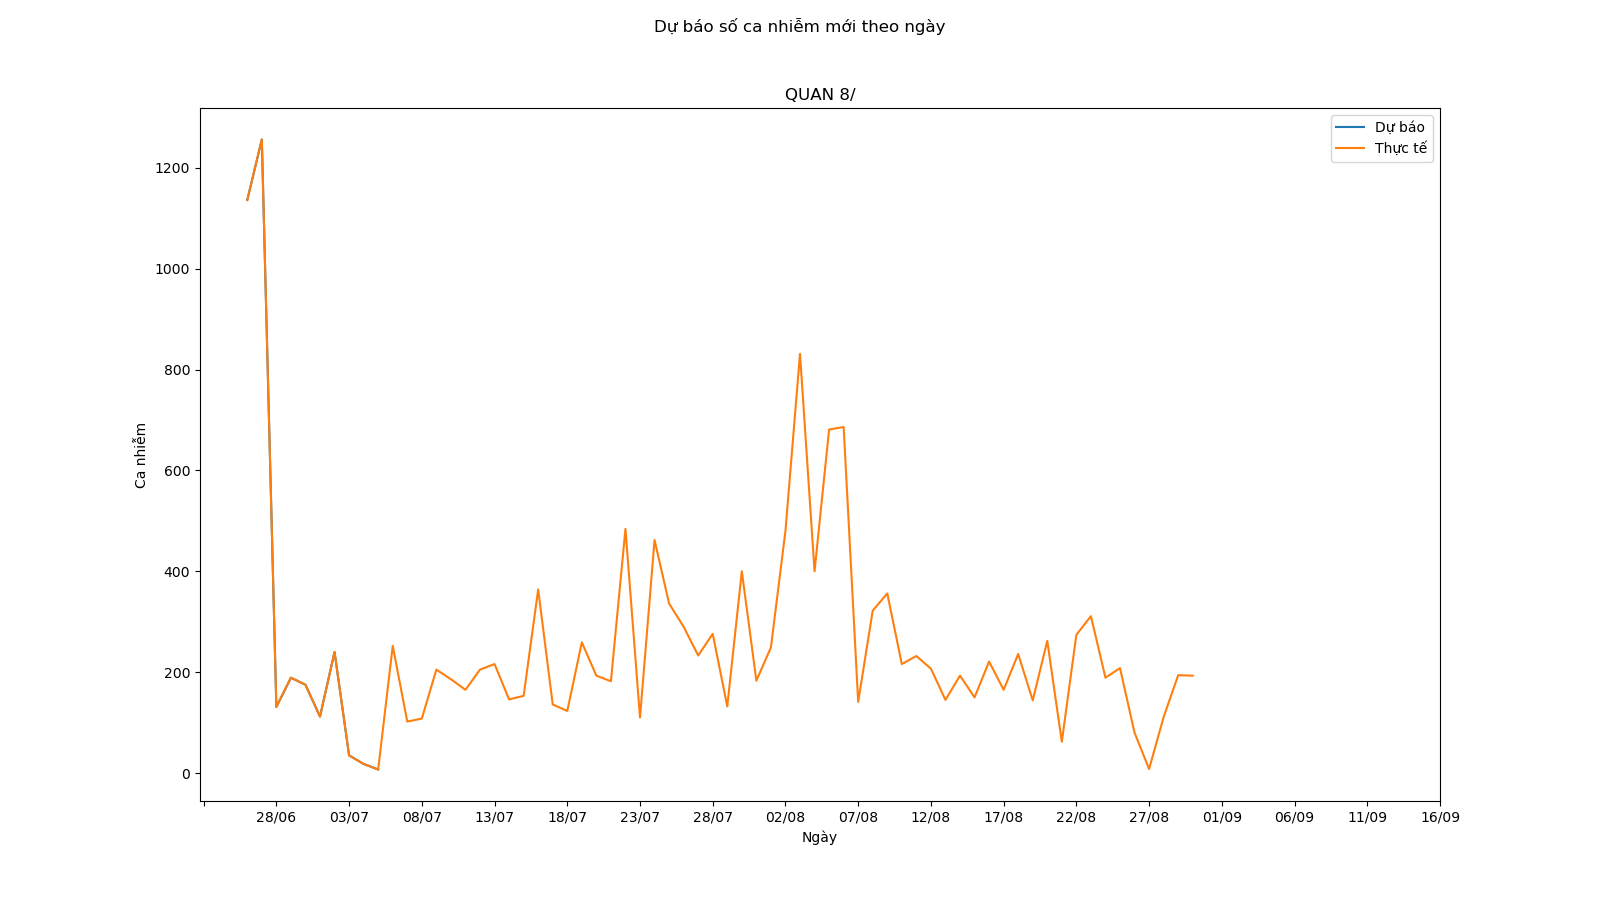 Dự báo số ca nhiễm mới theo ngày
QUAN 8/
Dự báo
Thực tế
1200
1000
800
600
400
200
0
Ca nhiễm
28/06 03/07 08/07 13/07 18/07 23/07 28/07 02/08 07/08 12/08 17/08 22/08 27/08 01/09 06/09 11/09 16/09
Ngày